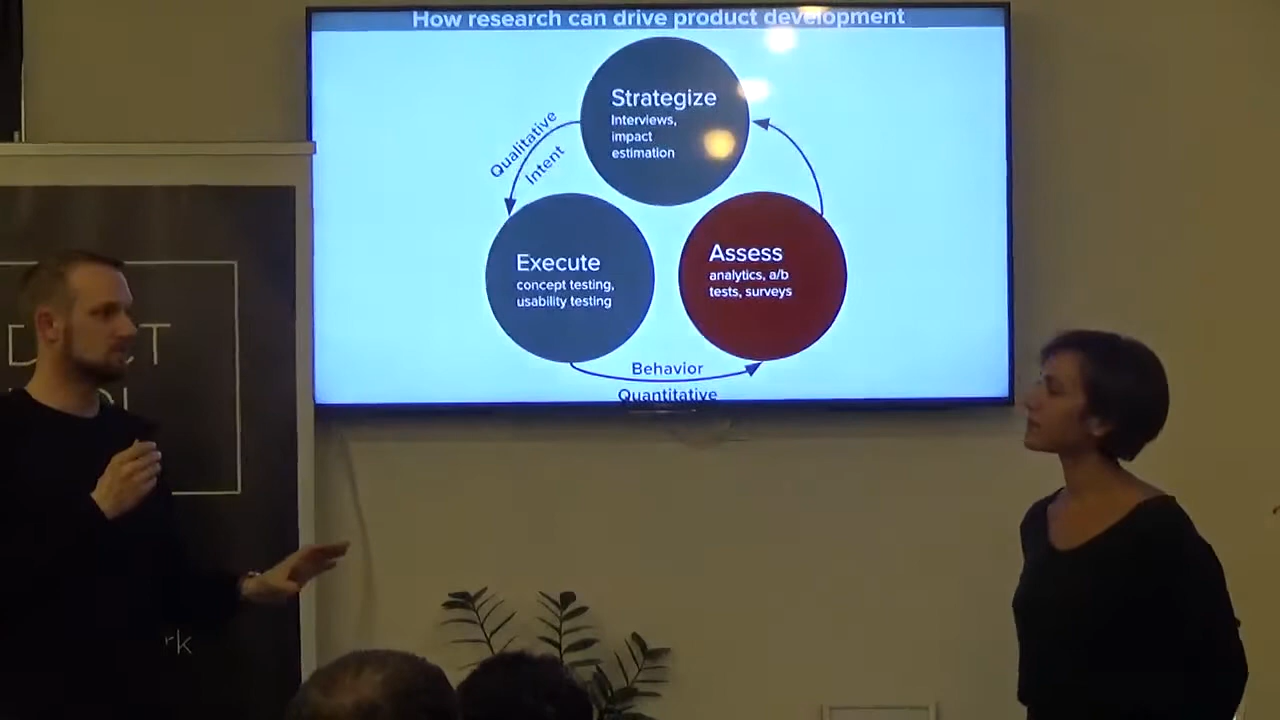 How research can drive product development
Strategize
Interviews,
impact
estimation
Qualitative
Intent
Execute
concept testing,
usability testing
Assess
analytics, a/b
tests, surveys
Behavior
Quantitative
rk